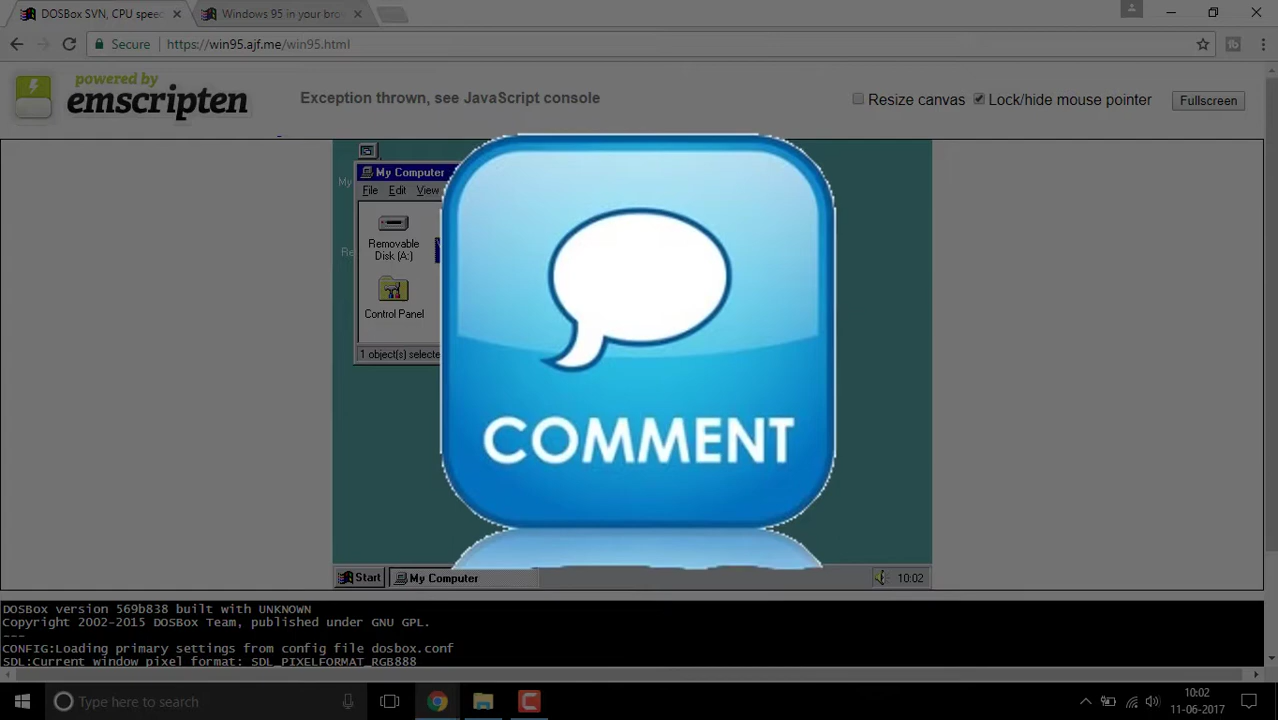 DOSBox SVN, CPU speed
Windows 95 in your bro
Secure
https://win95.ajf.me/win95.html
powered by
emscripten
Exception thrown, see JavaScript console
Resize canvas
Lock/hide mouse pointer
Fullscreen
My
My Computer
File Edit View
Removable
Disk (A:)
Re
Control Panel
1 object(s) selecte
COMMENT
Start
My Computer
10:02
DOSBox version 569b838 built with UNKNOWN
Copyright 2002-2015 DOSBox Team, published under GNU GPL.
---
CONFIG:Loading primary settings from config file dosbox.conf
SDL:Current window pixel format: SDL_PIXELFORMAT_RGB888
Type here to search
10:02
11-06-2017